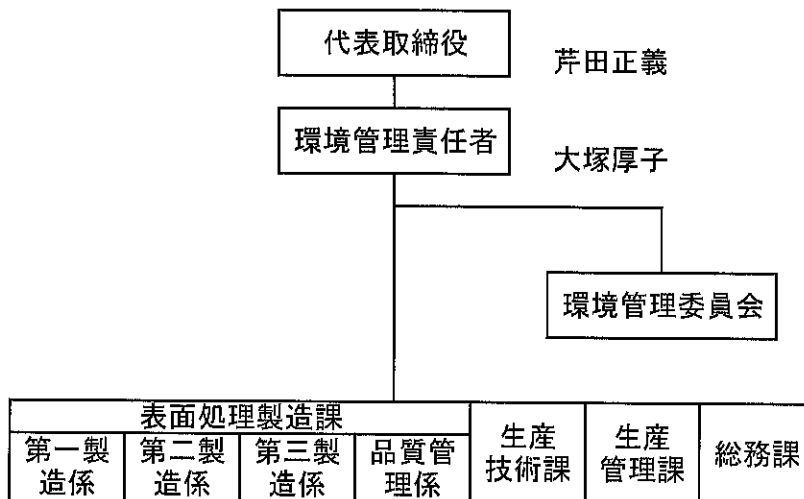 代表取締役
芹田正義
環境管理責任者
大塚厚子
環境管理委員会
表面処理製造課
第一製
造係
第二製
造係
第三製
造係
品質管
理係
生産
技術課
生産
管理課
総務課